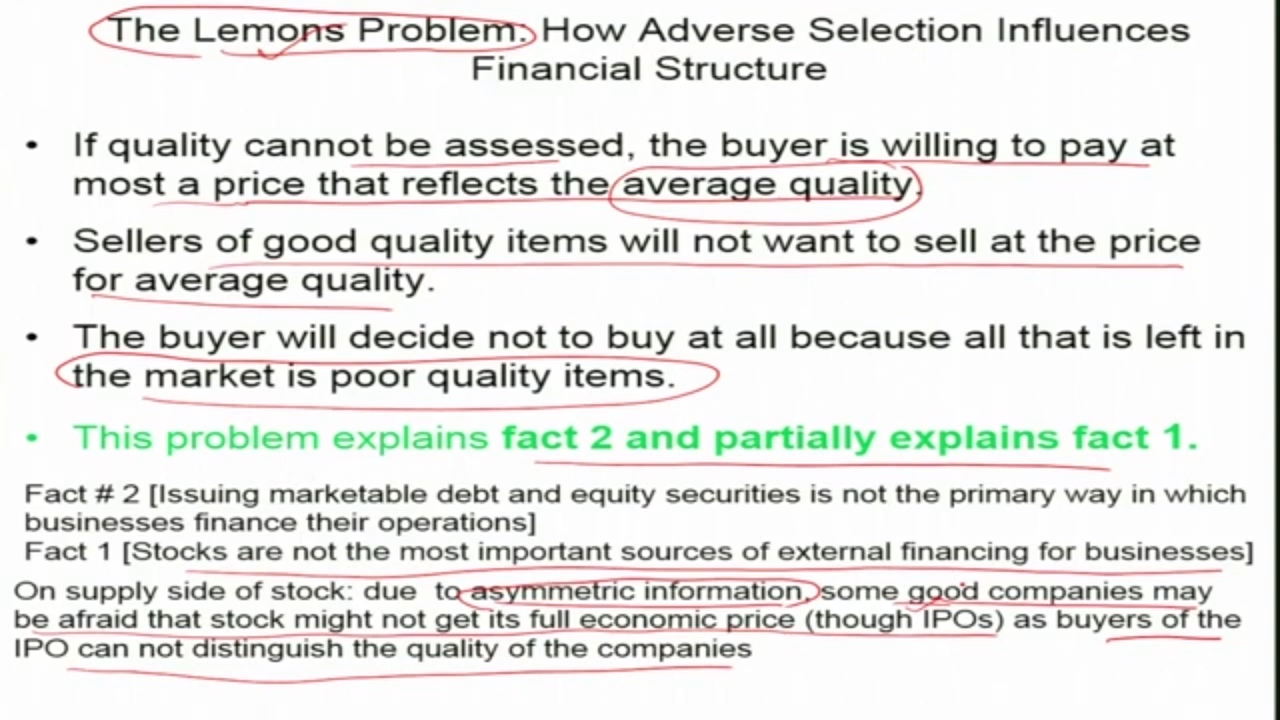 The Lemons Problem: How Adverse Selection Influences
Financial Structure
• If quality cannot be assessed, the buyer is willing to pay at
most a price that reflects the average quality.
• Sellers of good quality items will not want to sell at the price
for average quality.
• The buyer will decide not to buy at all because all that is left in
the market is poor quality items.
• This problem explains fact 2 and partially explains fact 1.
Fact # 2 [Issuing marketable debt and equity securities is not the primary way in which
businesses finance their operations]
Fact 1 [Stocks are not the most important sources of external financing for businesses]
On supply side of stock: due to asymmetric information, some good companies may
be afraid that stock might not get its full economic price (though IPOs) as buyers of the
IPO can not distinguish the quality of the companies